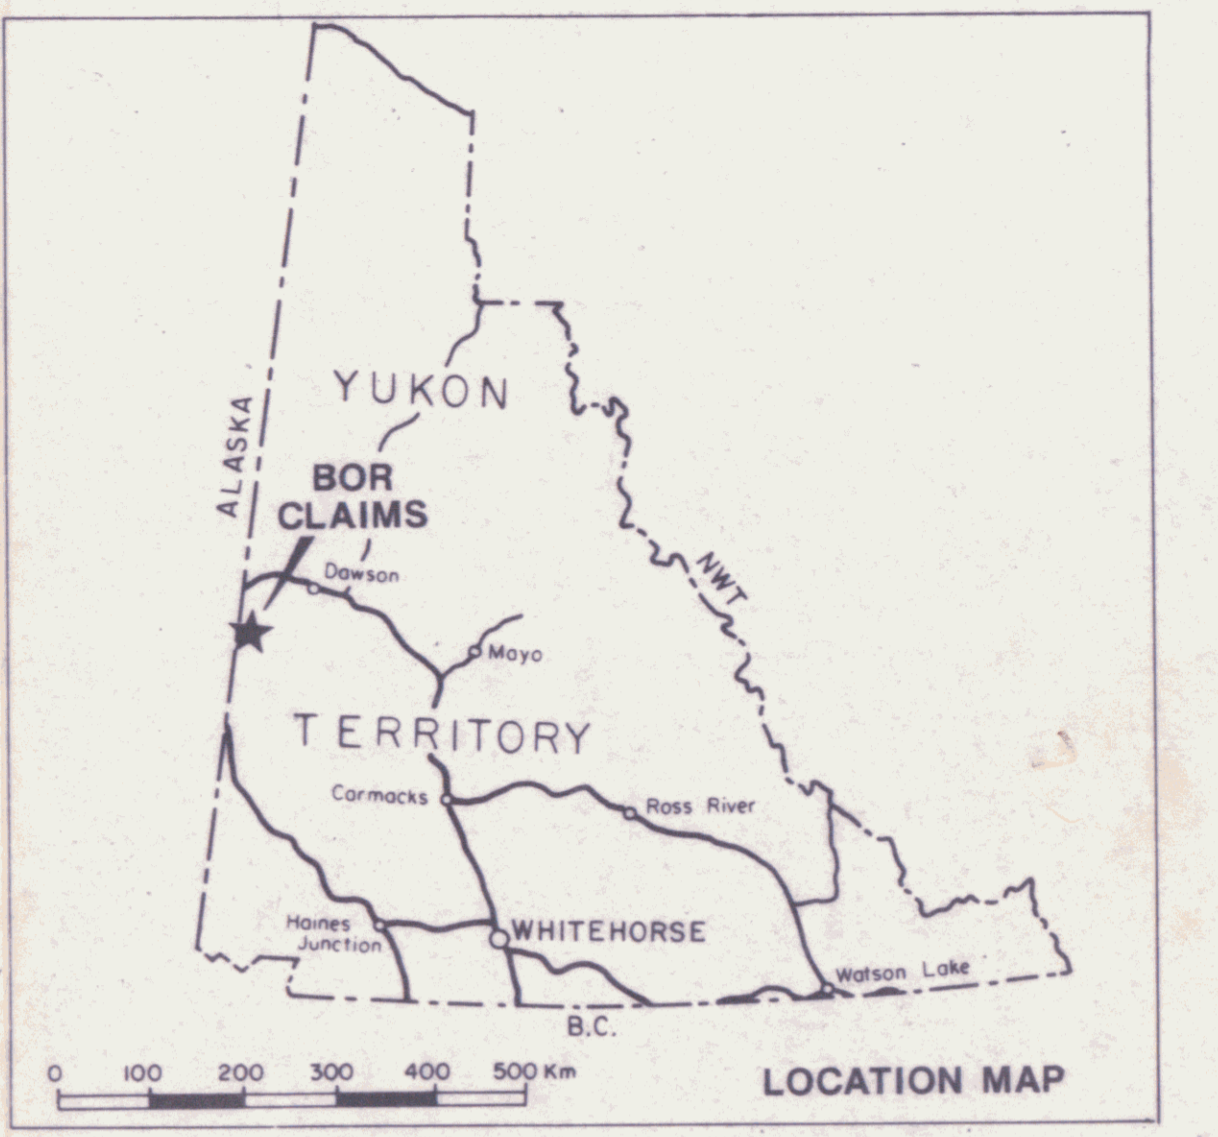 YUKON
ALASKA
BOR
CLAIMS
Dawson
NWT
Mayo
TERRITORY
Carmacks
Ross River
Haines
Junction
WHITEHORSE
Watson Lake
B.C.
0 100 200 300 400 500 Km
LOCATION MAP